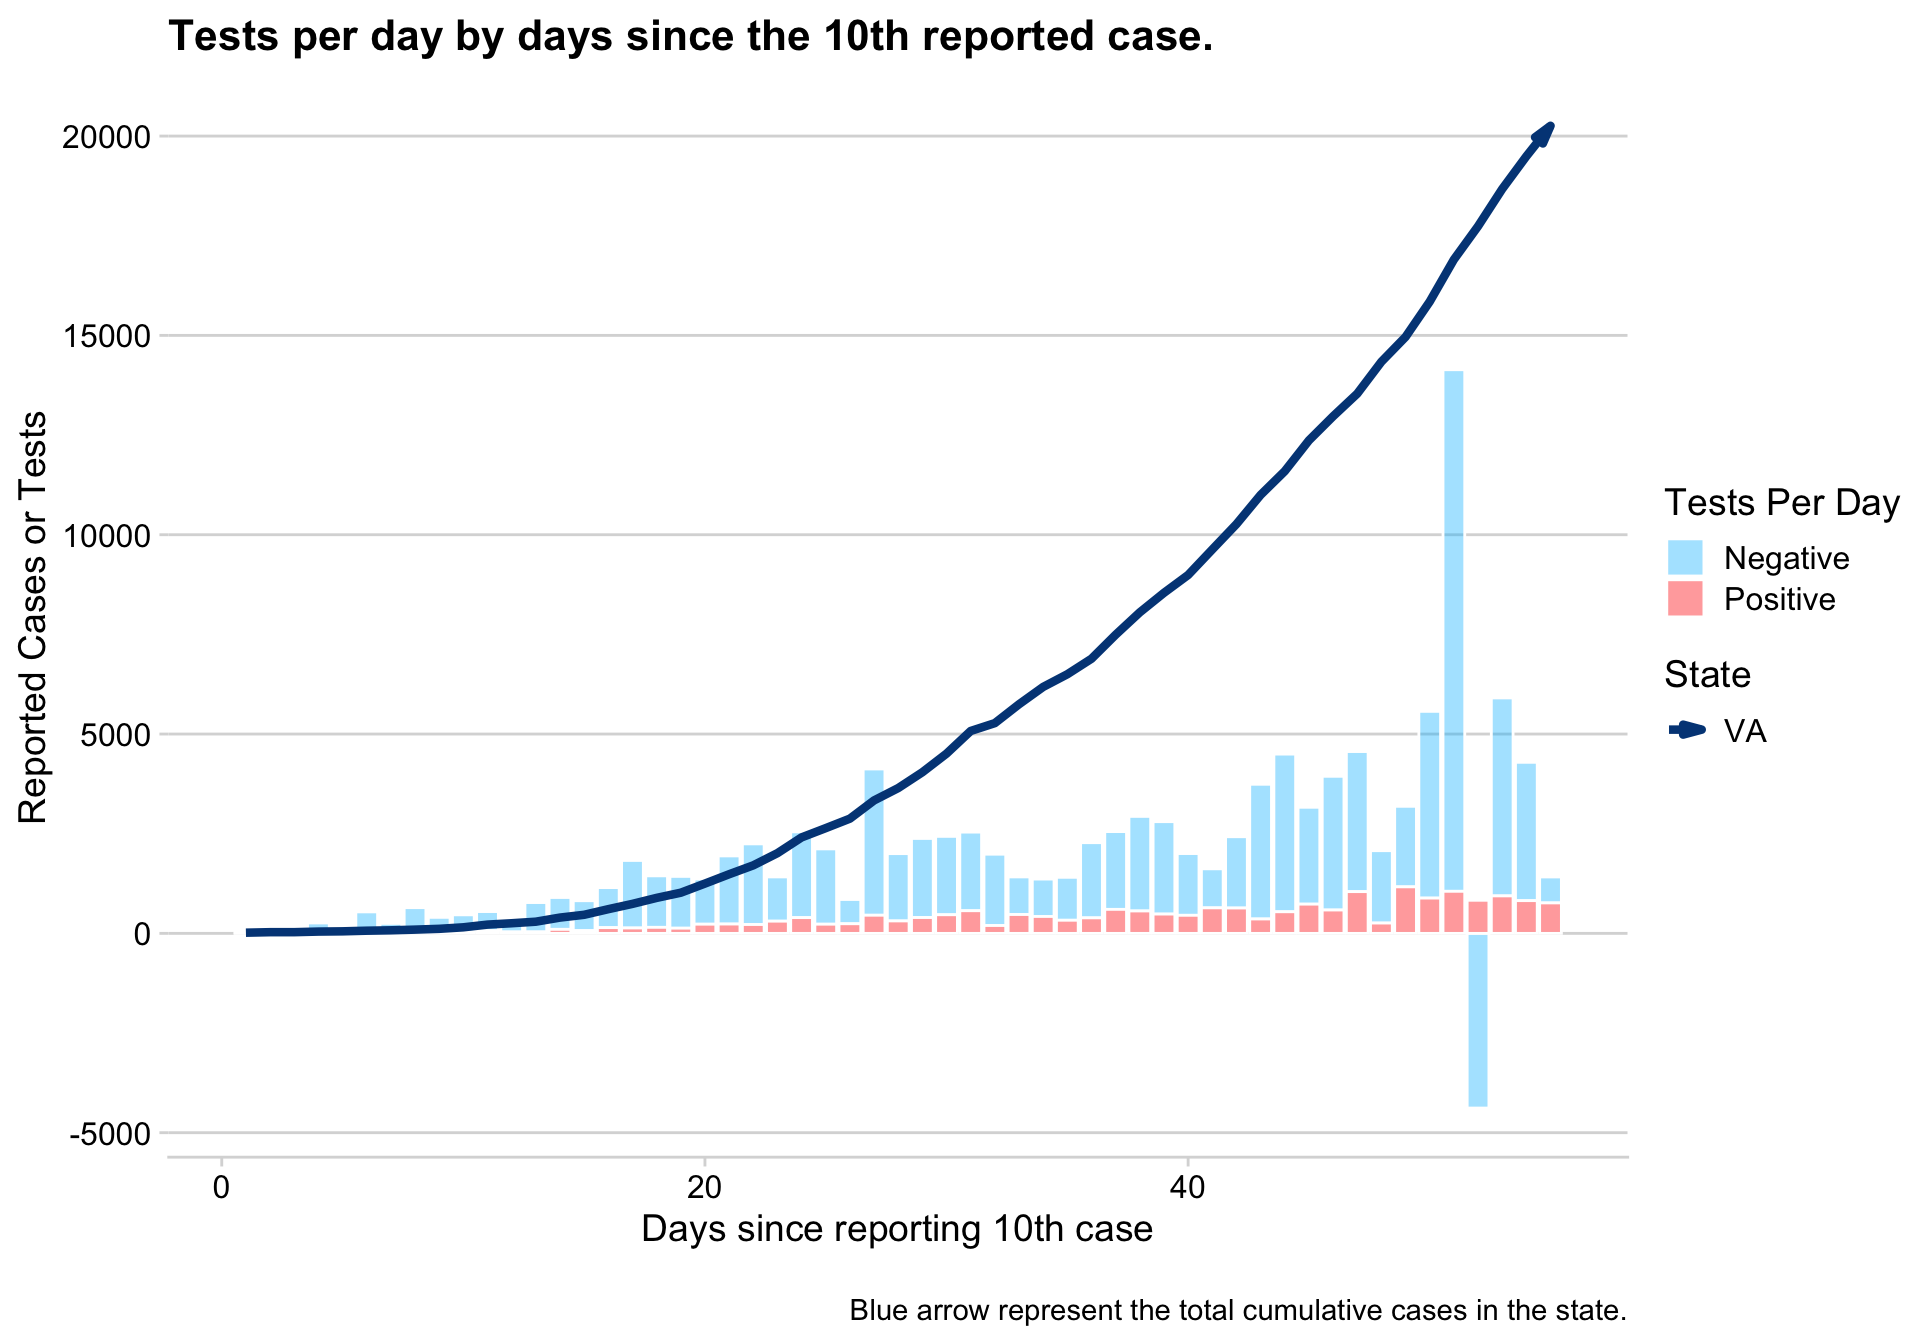 Tests per day by days since the 10th reported case.
20000
15000
10000
5000
0
-5000
Reported Cases or Tests
0
20
40
Days since reporting 10th case
Tests Per Day
Negative
Positive
State
VA
Blue arrow represent the total cumulative cases in the state.